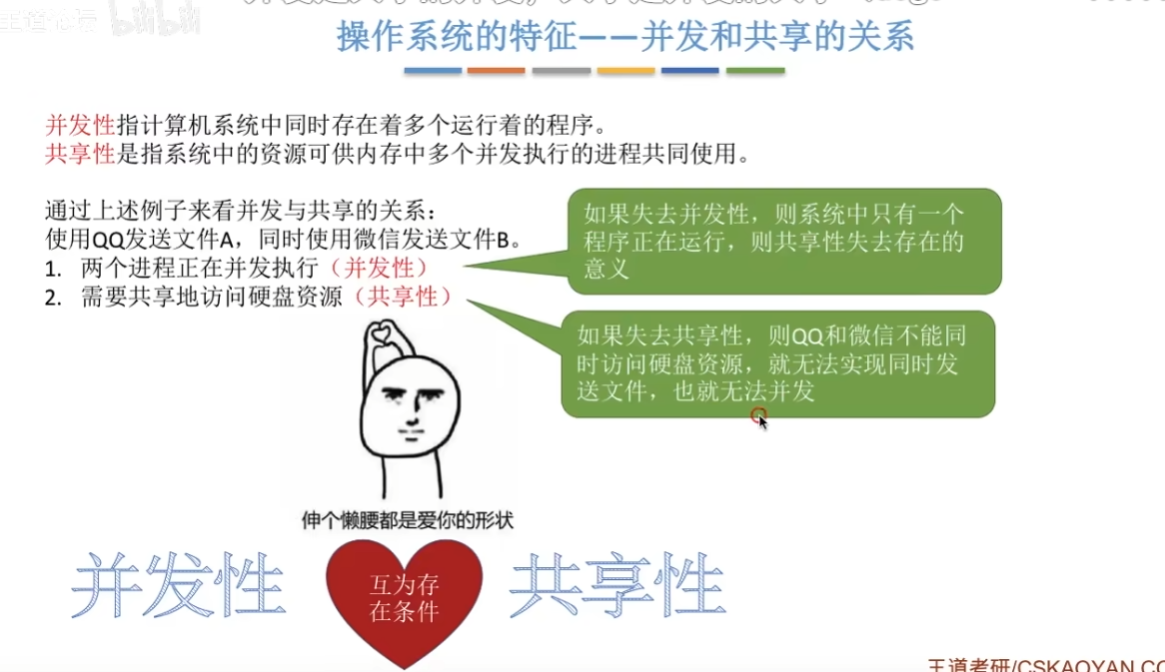 王道论坛 bilibili
操作系统的特征——并发和共享的关系
并发性指计算机系统中同时存在着多个运行着的程序。
共享性是指系统中的资源可供内存中多个并发执行的进程共同使用。
通过上述例子来看并发与共享的关系：
使用QQ发送文件A，同时使用微信发送文件B。
1. 两个进程正在并发执行（并发性）
2. 需要共享地访问硬盘资源（共享性）
如果失去并发性，则系统中只有一个
程序正在运行，则共享性失去存在的
意义
如果失去共享性，则QQ和微信不能同
时访问硬盘资源，就无法实现同时发
送文件，也就无法并发
伸个懒腰都是爱你的形状
并发性
互为存
在条件
共享性
王道考研/CSKAOYAN.CO